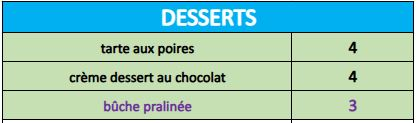 DESSERTS
tarte aux poires 4
crème dessert au chocolat 4
bûche pralinée 3